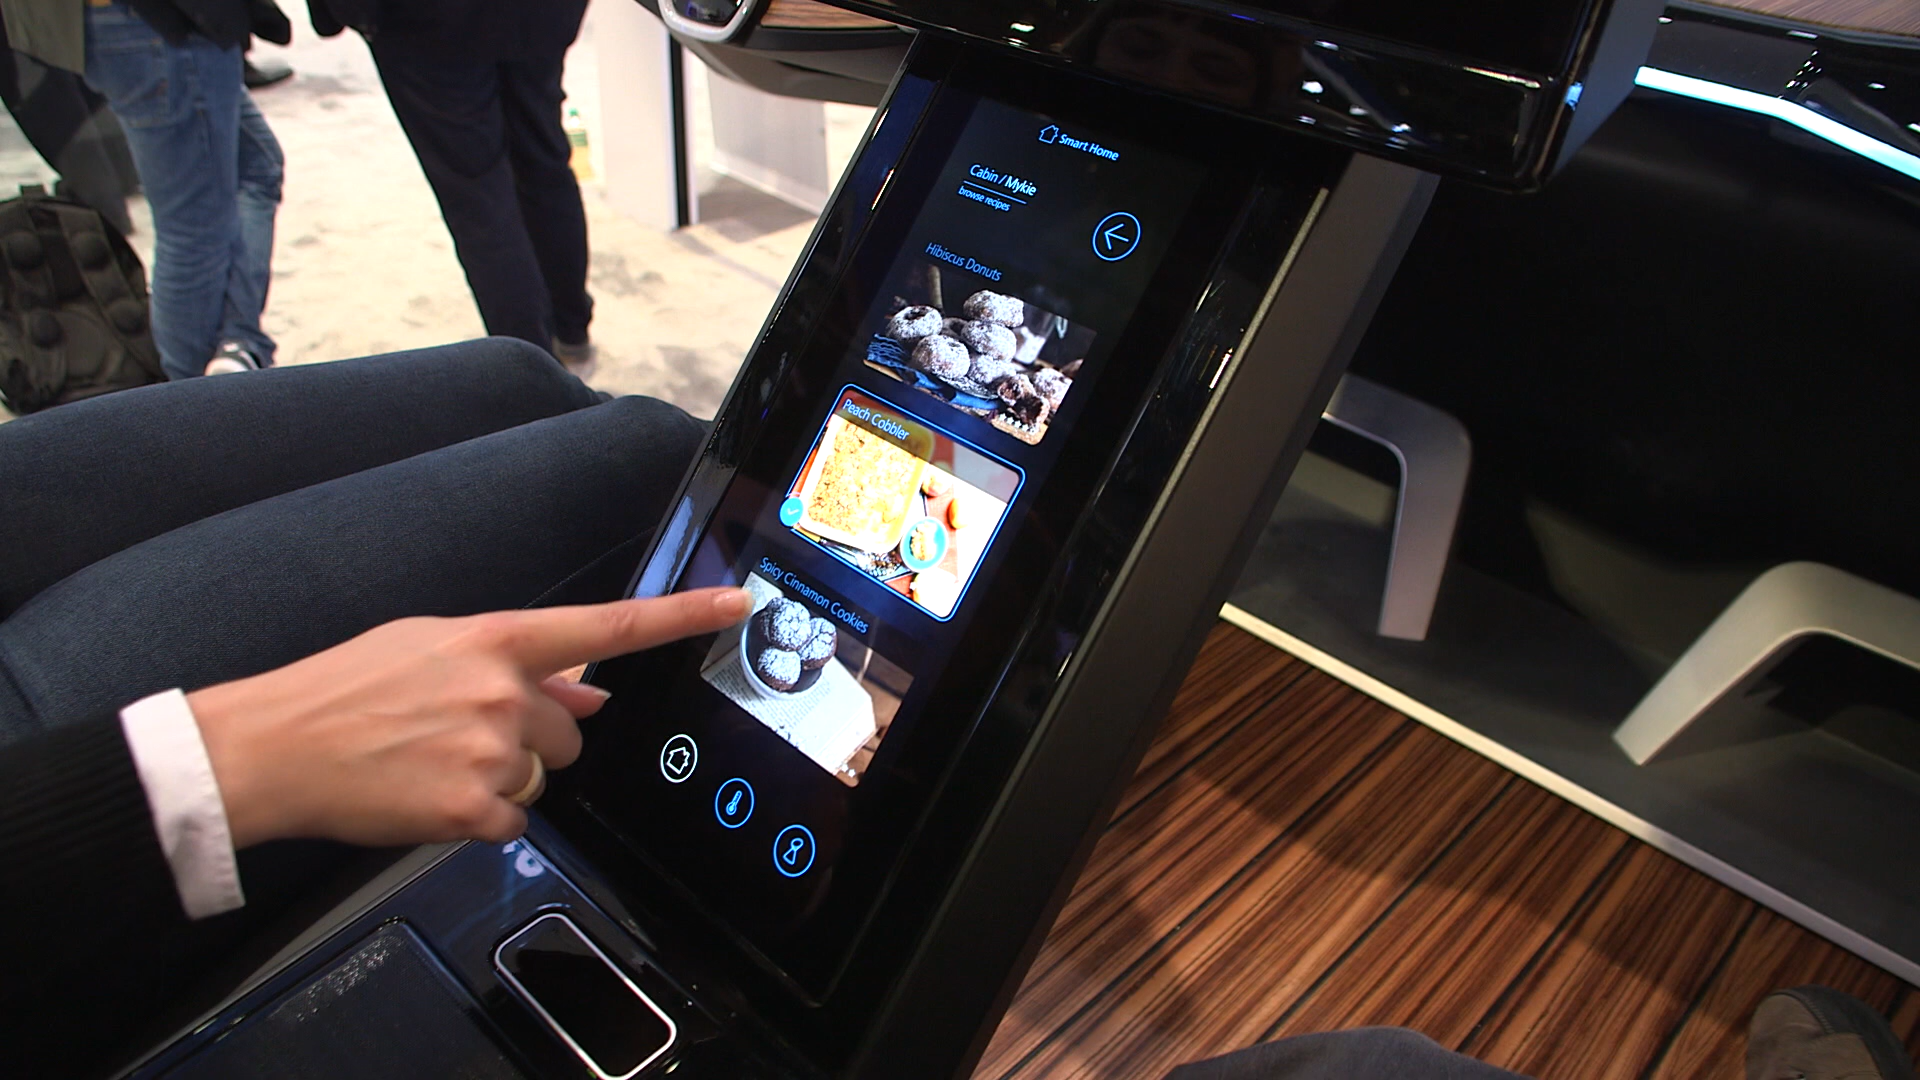 Smart Home
Cabin / Mykie
browse recipes
Hibiscus Donuts
Peach Cobbler
Spicy Cinnamon Cookies